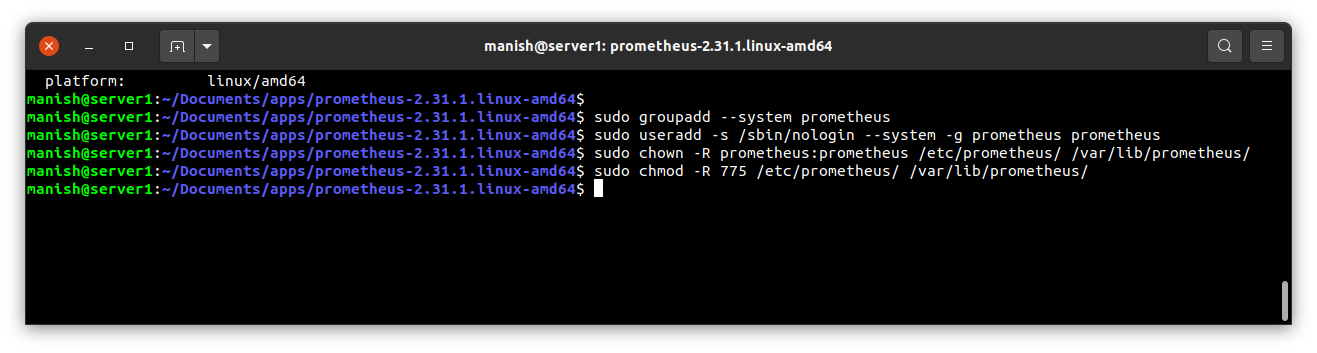 manish@server1: prometheus-2.31.1.linux-amd64
platform: linux/amd64
manish@server1:~/Documents/apps/prometheus-2.31.1.linux-amd64$
manish@server1:~/Documents/apps/prometheus-2.31.1.linux-amd64$ sudo groupadd --system prometheus
manish@server1:~/Documents/apps/prometheus-2.31.1.linux-amd64$ sudo useradd -s /sbin/nologin --system -g prometheus prometheus
manish@server1:~/Documents/apps/prometheus-2.31.1.linux-amd64$ sudo chown -R prometheus:prometheus /etc/prometheus/ /var/lib/prometheus/
manish@server1:~/Documents/apps/prometheus-2.31.1.linux-amd64$ sudo chmod -R 775 /etc/prometheus/ /var/lib/prometheus/
manish@server1:~/Documents/apps/prometheus-2.31.1.linux-amd64$